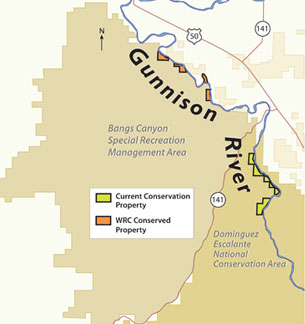 50
141
N
Gunnison
River
Bangs Canyon
Special Recreation
Management Area
Current Conservation
Property
WRC Conserved
Property
141
Dominguez
Escalante
National
Conservation Area